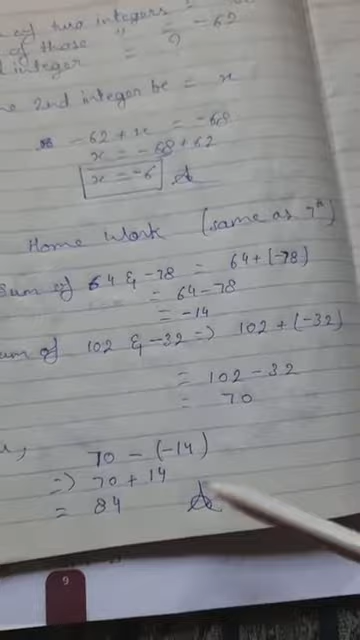 of two integers
of those " = -62
integer = ?
2nd integer be = x
-62 + x = -68
x = -68 + 62
x = -6 A
Home Work (same as 7th)
Sum of 64 & -78 = 64 + (-78)
= 64 - 78
= -14
um of 102 & -32 => 102 + (-32)
= 102 - 32
= 70
70 - (-14)
=> 70 + 14
= 84 A
9